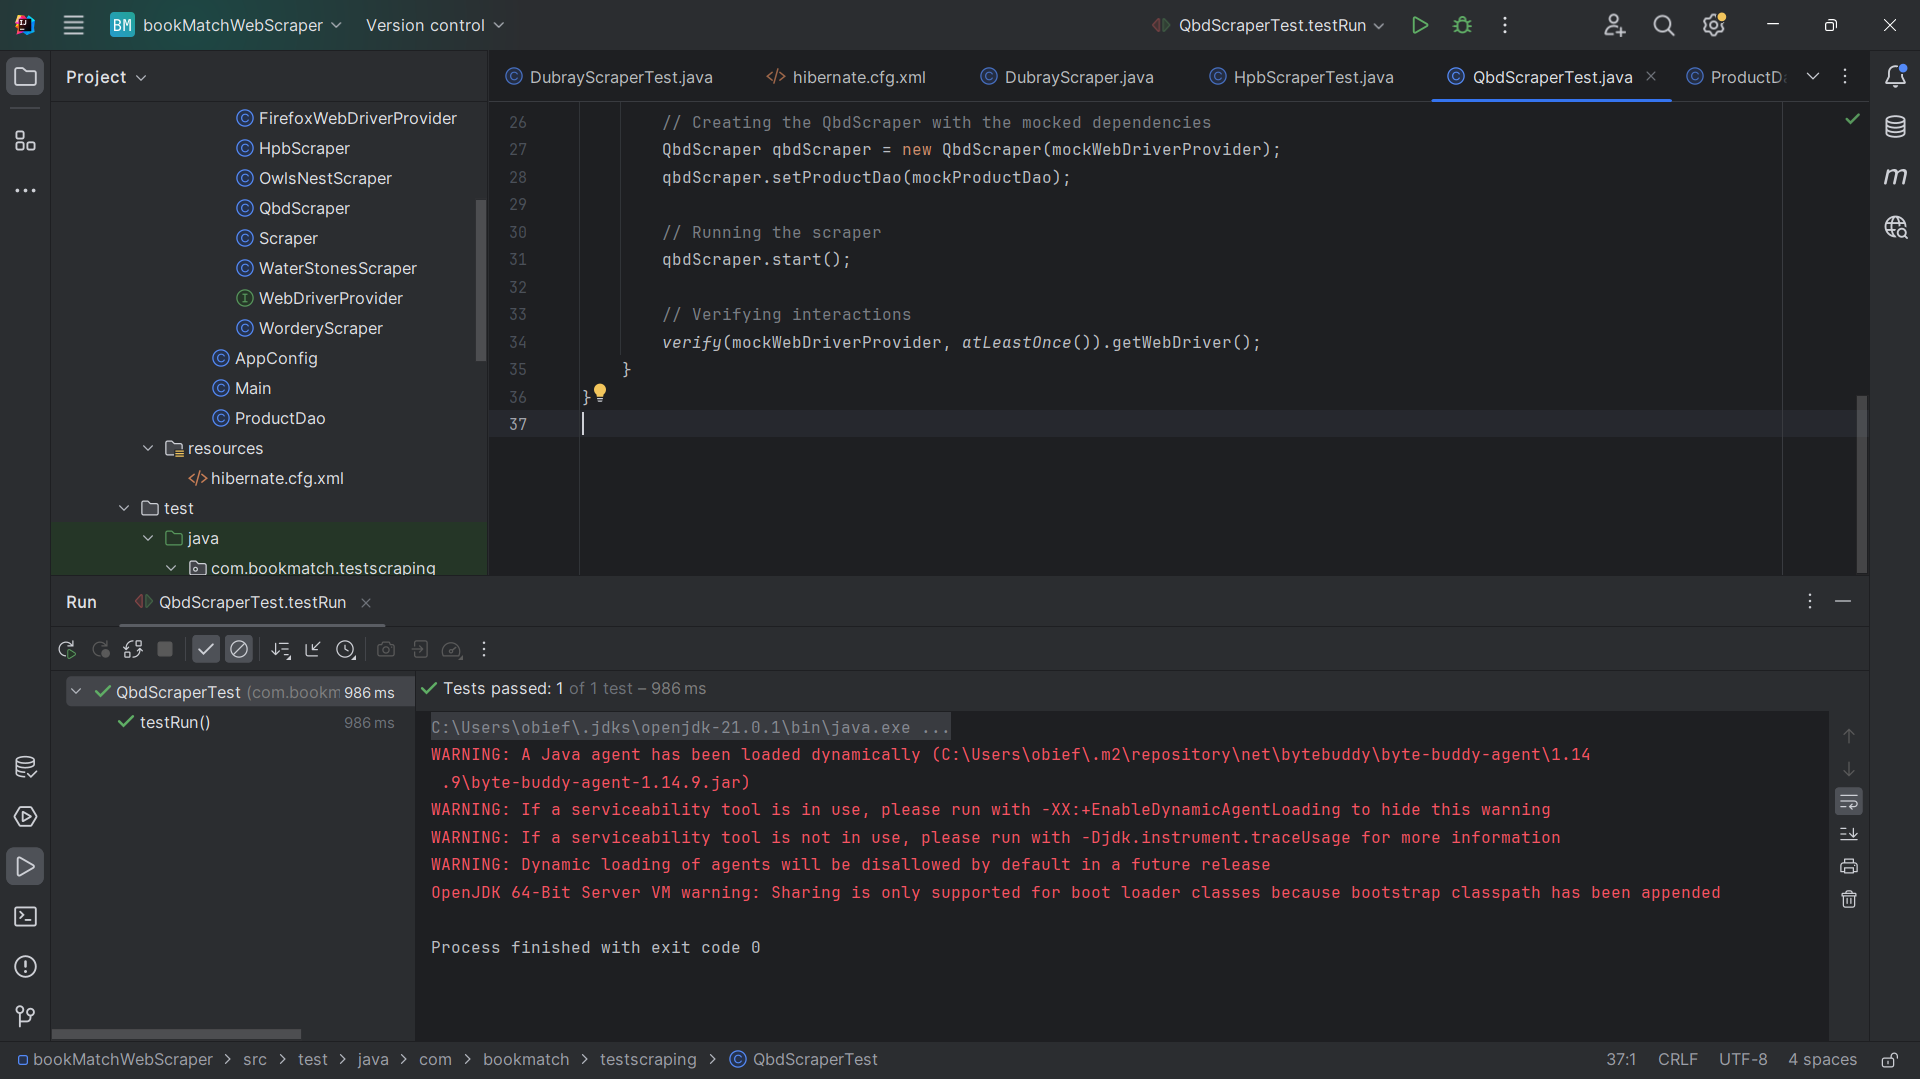 BM bookMatchWebScraper Version control QbdScraperTest.testRun
Project
DubrayScraperTest.java hibernate.cfg.xml DubrayScraper.java HpbScraperTest.java QbdScraperTest.java ProductDa
FirefoxWebDriverProvider
HpbScraper
OwlsNestScraper
QbdScraper
Scraper
WaterStonesScraper
WebDriverProvider
WorderyScraper
AppConfig
Main
ProductDao
resources
hibernate.cfg.xml
test
java
com.bookmatch.testscraping
26 // Creating the QbdScraper with the mocked dependencies
27 QbdScraper qbdScraper = new QbdScraper(mockWebDriverProvider);
28 qbdScraper.setProductDao(mockProductDao);
29
30 // Running the scraper
31 qbdScraper.start();
32
33 // Verifying interactions
34 verify(mockWebDriverProvider, atLeastOnce()).getWebDriver();
35 }
36 }
37
Run QbdScraperTest.testRun
QbdScraperTest (com.bookm 986 ms
testRun() 986 ms
Tests passed: 1 of 1 test – 986 ms
C:\Users\obief\.jdks\openjdk-21.0.1\bin\java.exe ...
WARNING: A Java agent has been loaded dynamically (C:\Users\obief\.m2\repository\net\bytebuddy\byte-buddy-agent\1.14
.9\byte-buddy-agent-1.14.9.jar)
WARNING: If a serviceability tool is in use, please run with -XX:+EnableDynamicAgentLoading to hide this warning
WARNING: If a serviceability tool is not in use, please run with -Djdk.instrument.traceUsage for more information
WARNING: Dynamic loading of agents will be disallowed by default in a future release
OpenJDK 64-Bit Server VM warning: Sharing is only supported for boot loader classes because bootstrap classpath has been appended
Process finished with exit code 0
bookMatchWebScraper > src > test > java > com > bookmatch > testscraping > QbdScraperTest
37:1 CRLF UTF-8 4 spaces